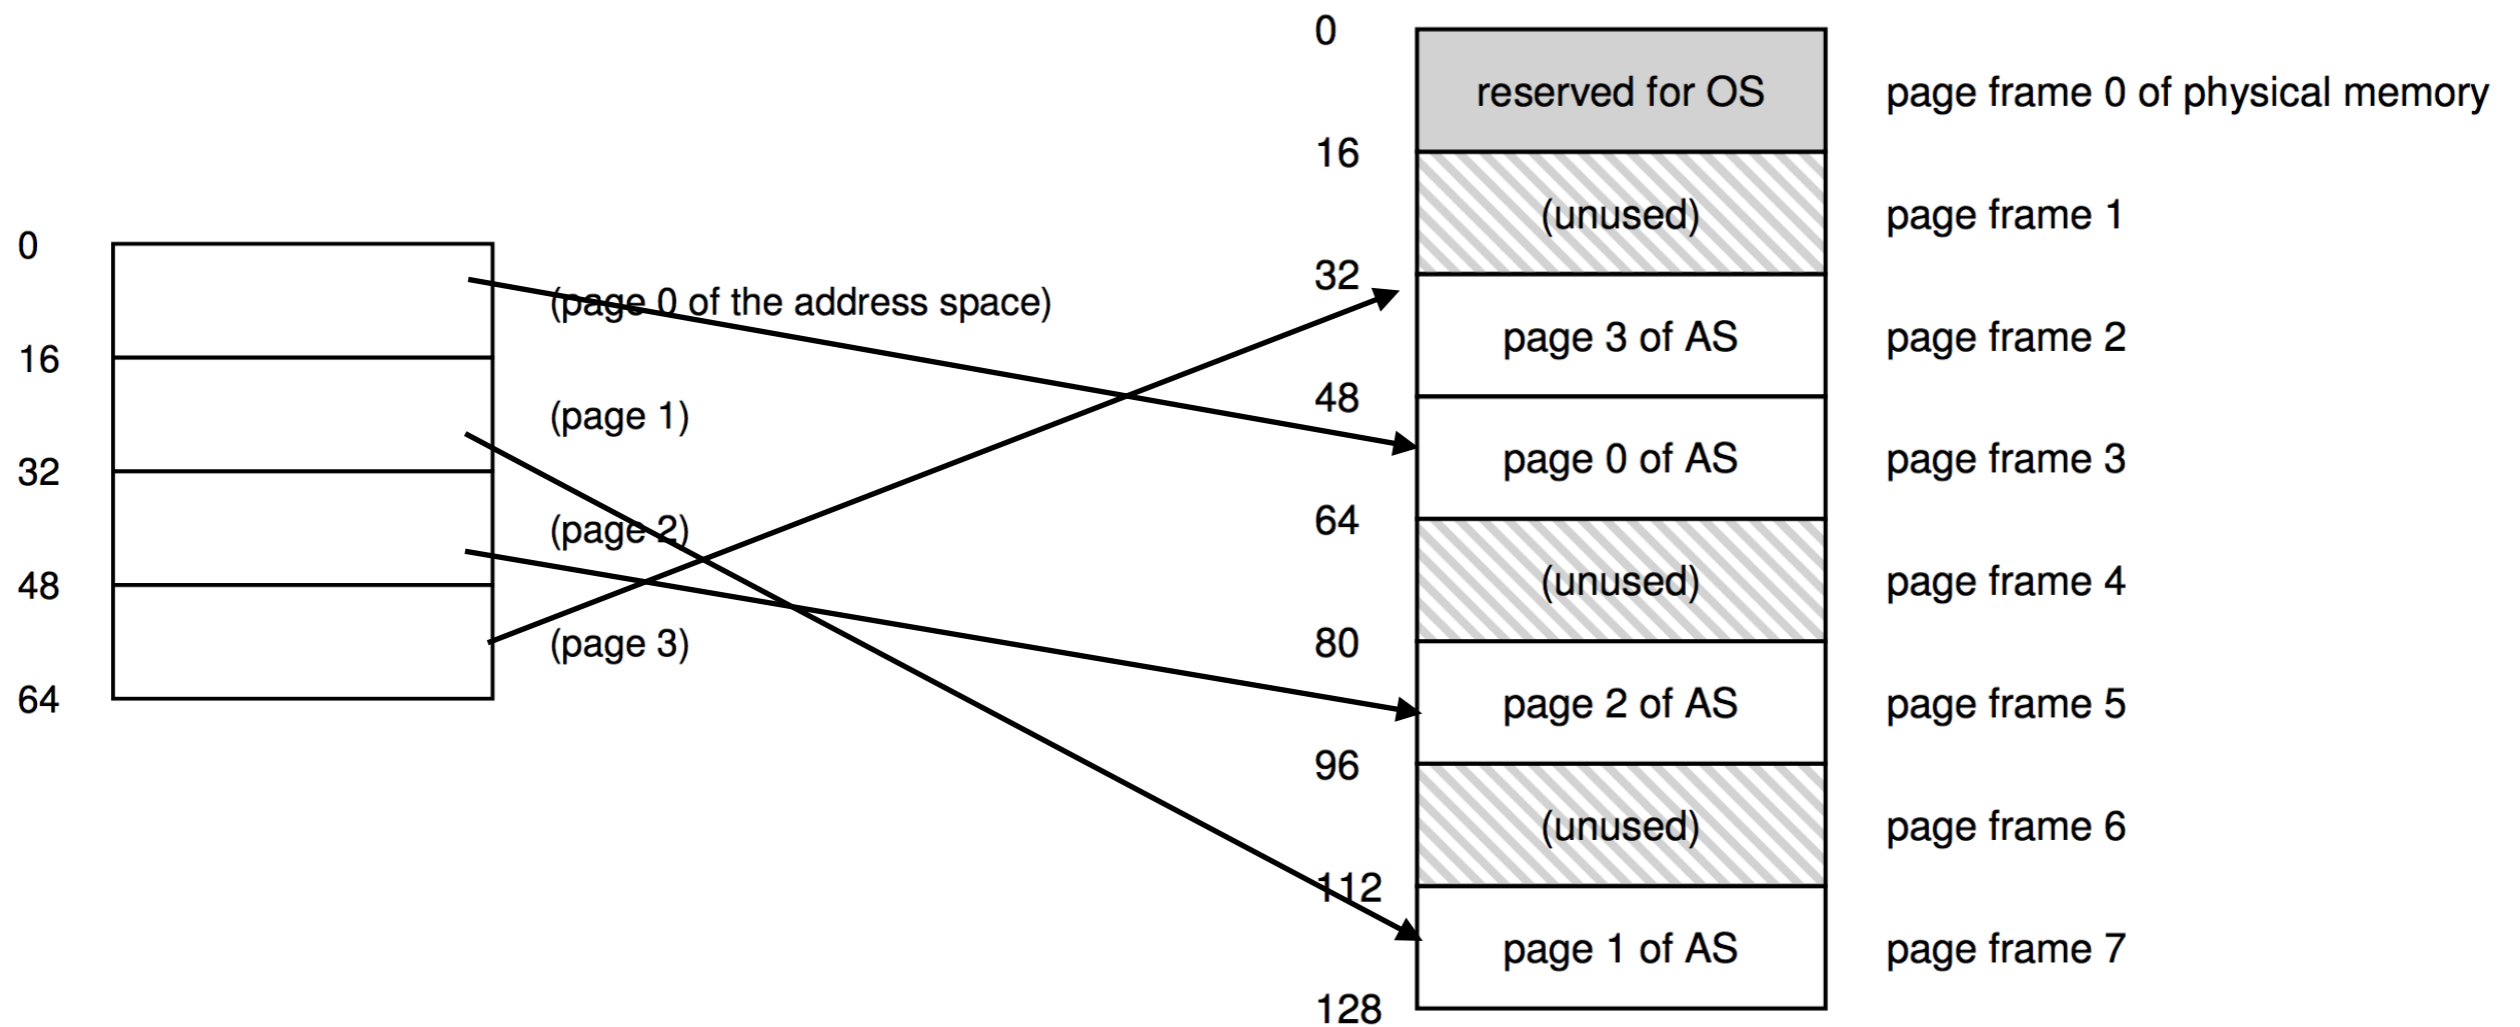 0
16
32
48
64
(page 0 of the address space)
(page 1)
(page 2)
(page 3)
0
16
32
48
64
80
96
112
128
reserved for OS
(unused)
page 3 of AS
page 0 of AS
(unused)
page 2 of AS
(unused)
page 1 of AS
page frame 0 of physical memory
page frame 1
page frame 2
page frame 3
page frame 4
page frame 5
page frame 6
page frame 7